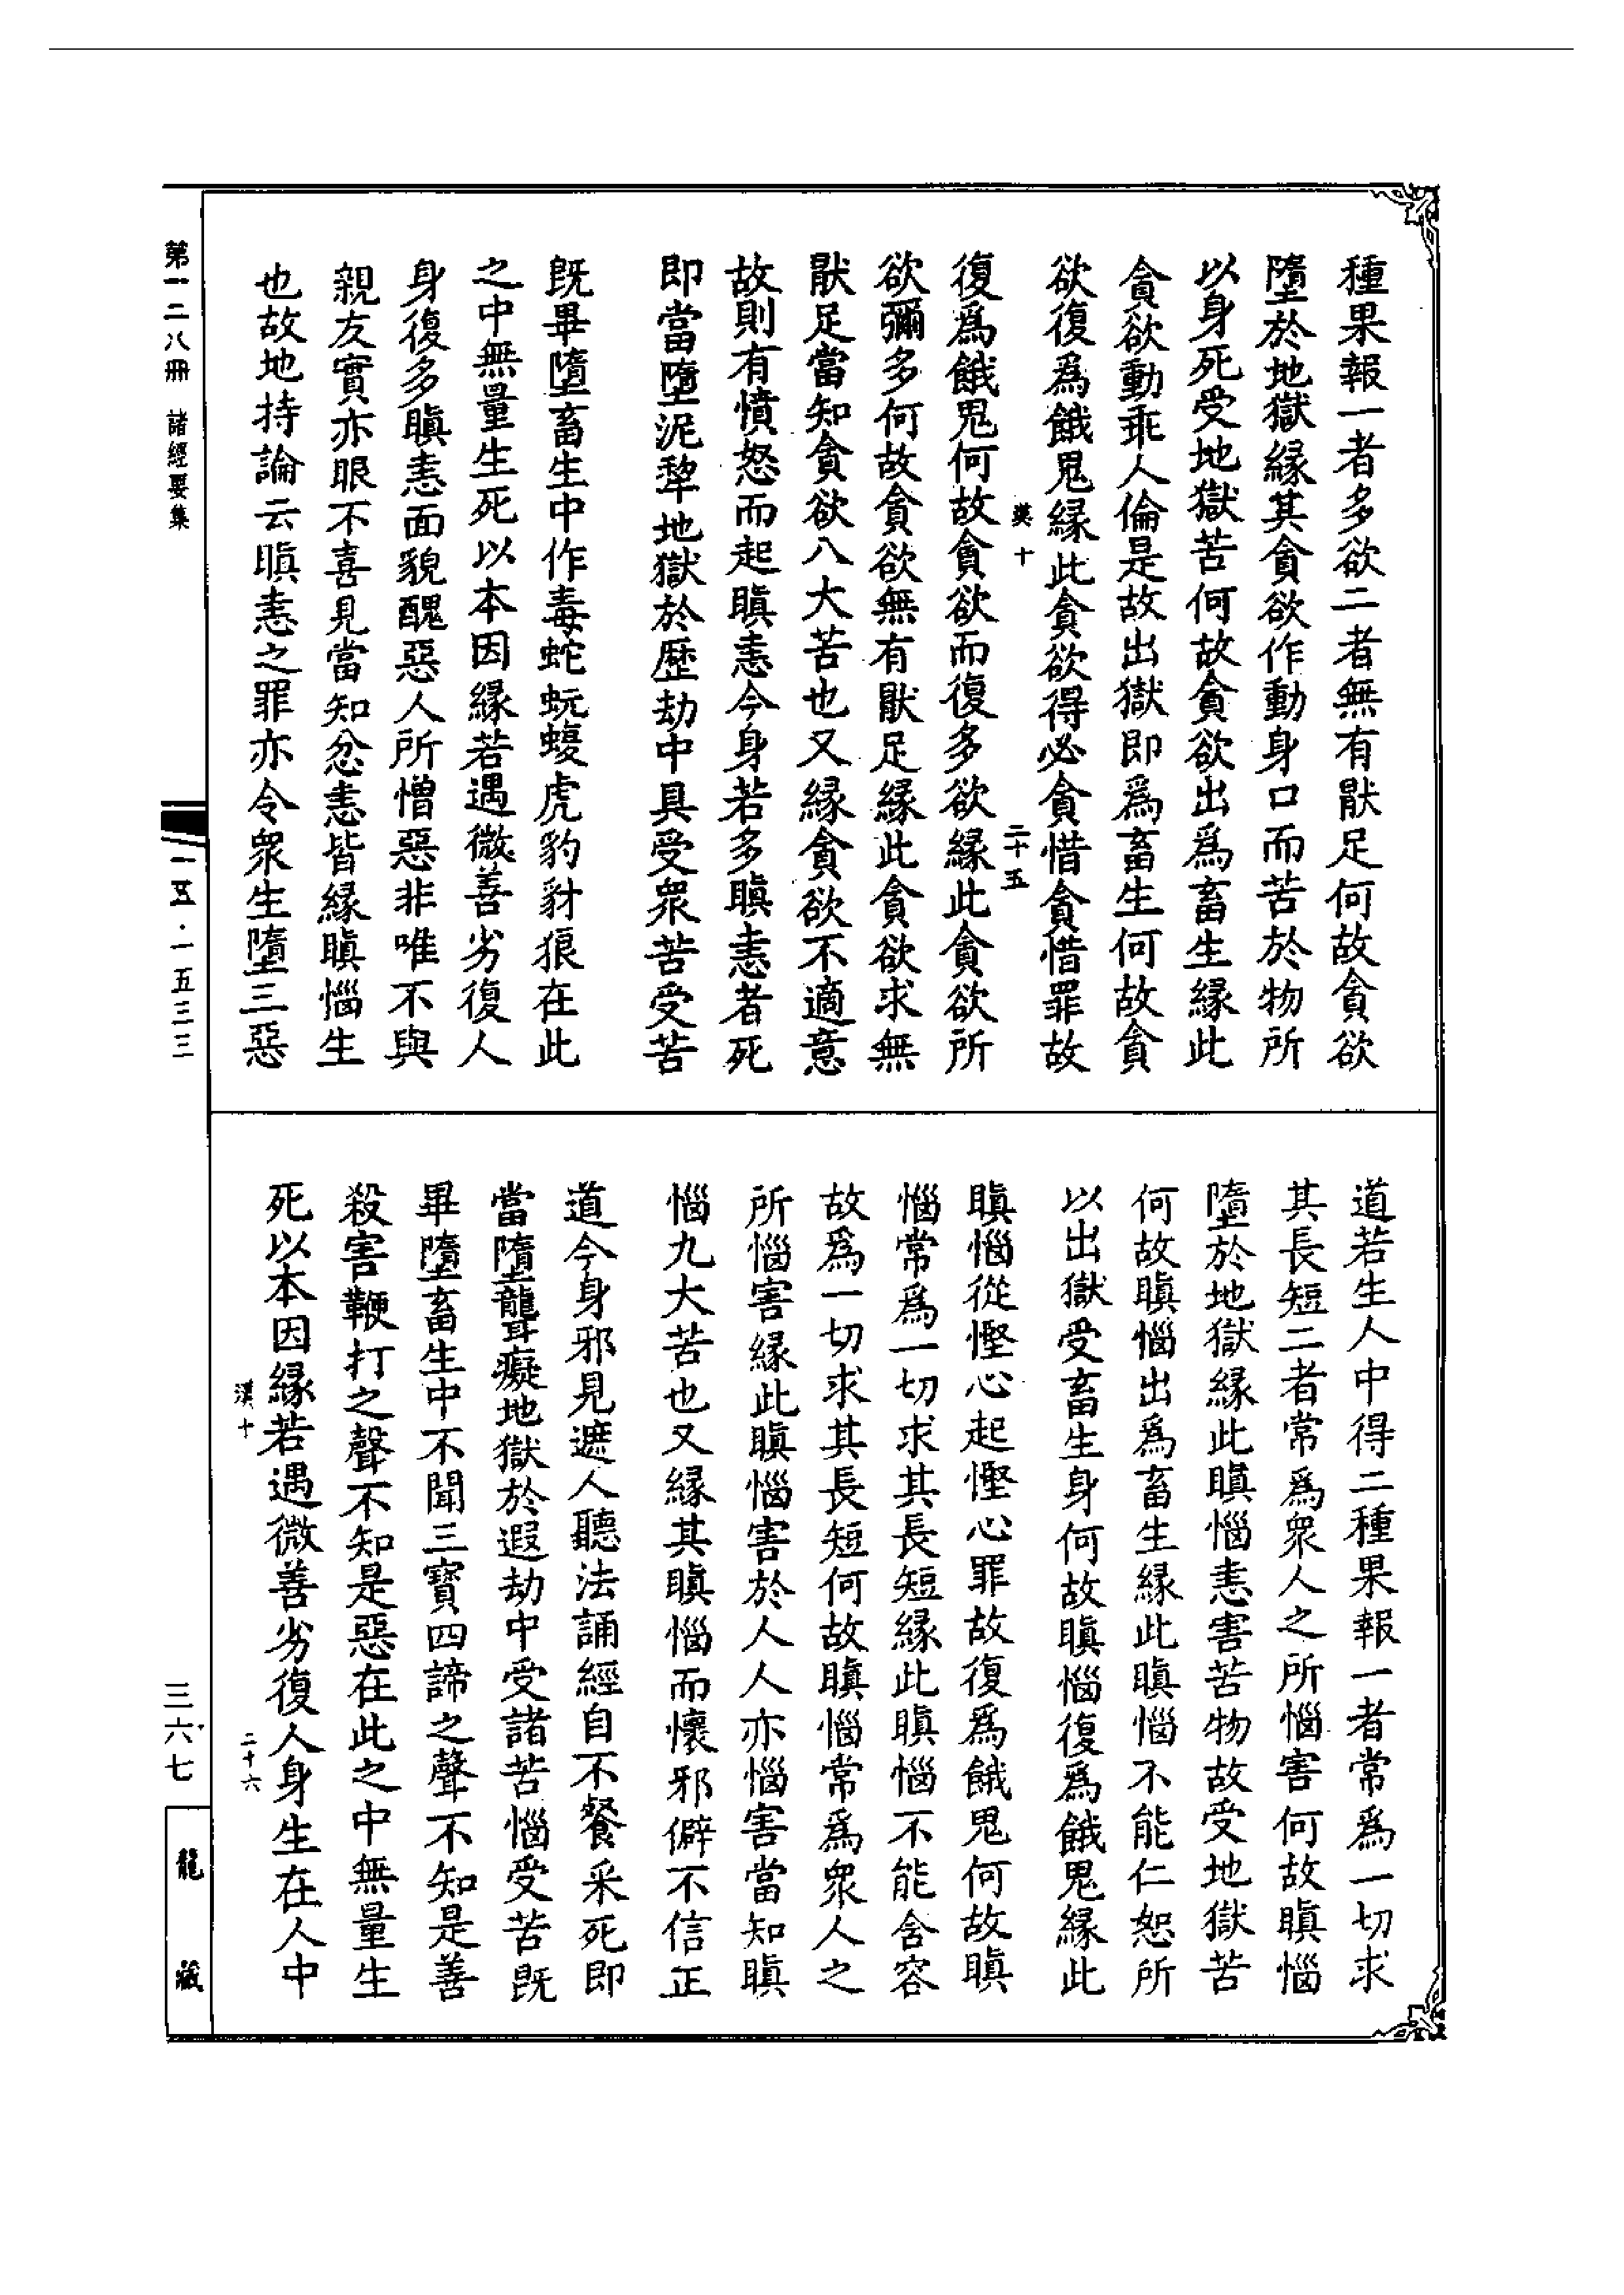 種果報一者多欲二者無有猒足何故貪欲
墮於地獄緣其貪欲作動身口而苦於物所
以身死受地獄苦何故貪欲出爲畜生緣此
貪欲動乖人倫是故出獄即爲畜生何故貪
欲復爲餓鬼緣此貪欲得必貪惜貪惜罪故
漢十 二十五
復爲餓鬼何故貪欲而復多欲緣此貪欲所
欲彌多何故貪欲無有猒足緣此貪欲求無
猒足當知貪欲八大苦也又緣貪欲不適意
故則有憤怒而起瞋恚今身若多瞋恚者死
即當墮泥犂地獄於歷劫中具受衆苦受苦
旣畢墮畜生中作毒蛇蚖蝮虎豹豺狼在此
之中無量生死以本因緣若遇微善劣復人
身復多瞋恚面貌醜惡人所憎惡非唯不與
親友實亦眼不喜見當知忿恚皆緣瞋惱生
也故地持論云瞋恚之罪亦令衆生墮三惡
道若生人中得二種果報一者常爲一切求
其長短二者常爲衆人之所惱害何故瞋惱
墮於地獄緣此瞋惱恚害苦物故受地獄苦
何故瞋惱出爲畜生緣此瞋惱不能仁恕所
以出獄受畜生身何故瞋惱復爲餓鬼緣此
瞋惱從慳心起慳心罪故復爲餓鬼何故瞋
惱常爲一切求其長短緣此瞋惱不能含容
故爲一切求其長短何故瞋惱常爲衆人之
所惱害緣此瞋惱害於人人亦惱害當知瞋
惱九大苦也又緣其瞋惱而懷邪僻不信正
道今身邪見遮人聽法誦經自不餐采死即
當墮聾癡地獄於遐劫中受諸苦惱受苦旣
畢墮畜生中不聞三寶四諦之聲不知是善
殺害鞭打之聲不知是惡在此之中無量生
死以本因緣若遇微善劣復人身生在人中
漢十 二十六
第一二八冊 諸經要集
一五·一五三三
三六七
龍藏